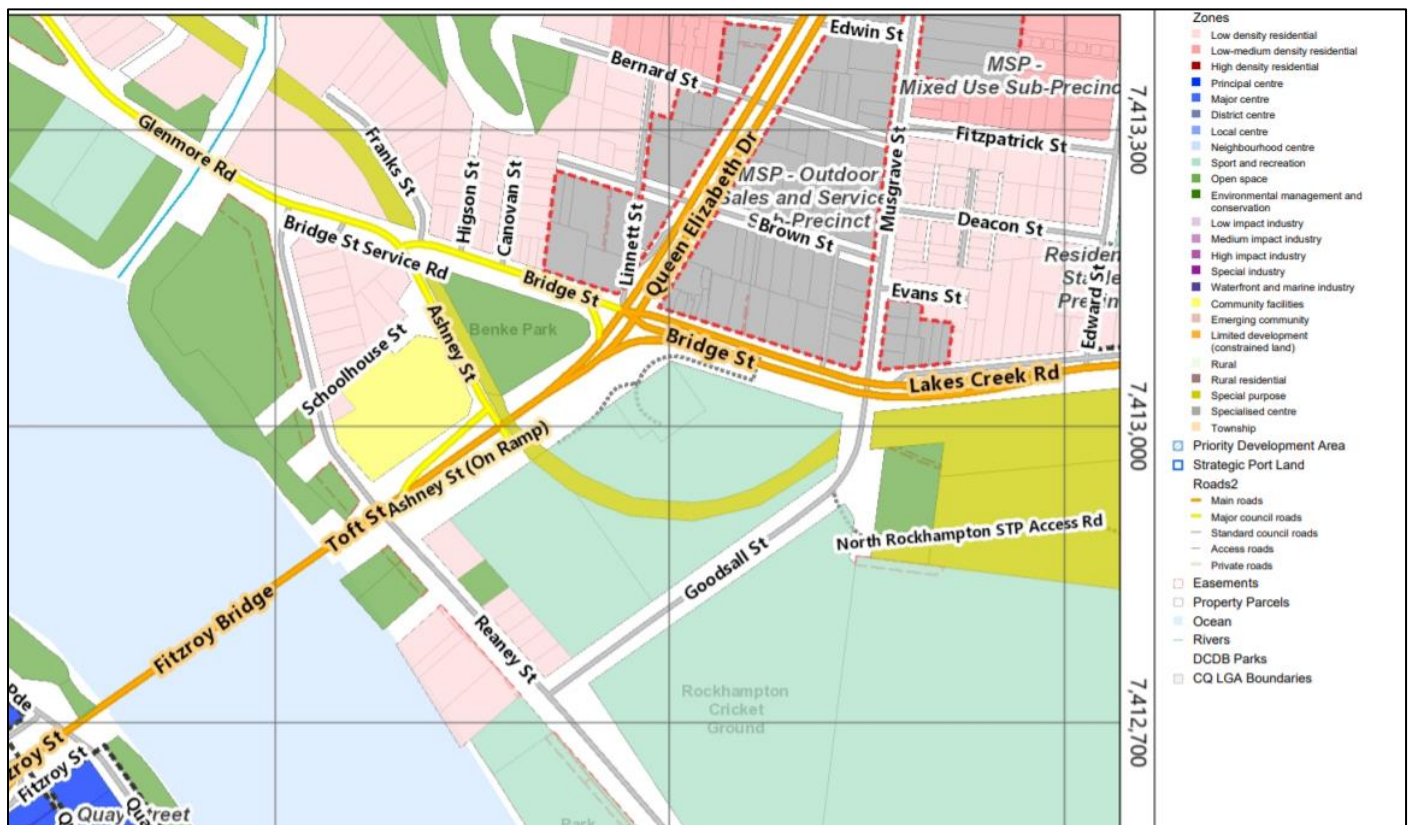 Edwin St
Bernard St
MSP -
Mixed Use Sub-Precinc
Glenmore Rd
Franks St
Higson St
Canovan St
Linnett St
Queen Elizabeth Dr
Musgrave St
Fitzpatrick St
MSP - Outdoor
Sales and Service
Sub-Precinct
Brown St
Deacon St
Bridge St Service Rd
Bridge St
Evans St
Edward St
Benke Park
Ashney St
Schoolhouse St
Bridge St
Lakes Creek Rd
Ashney St (On Ramp)
Toft St
Fitzroy Bridge
Goodsall St
North Rockhampton STP Access Rd
Reaney St
Rockhampton
Cricket
Ground
Park
Pde
zroy St
Fitzroy St
7,413,300
7,413,000
7,412,700
Zones
Low density residential
Low-medium density residential
High density residential
Principal centre
Major centre
District centre
Local centre
Neighbourhood centre
Sport and recreation
Open space
Environmental management and
conservation
Low impact industry
Medium impact industry
High impact industry
Special industry
Waterfront and marine industry
Community facilities
Emerging community
Limited development
(constrained land)
Rural
Rural residential
Special purpose
Specialised centre
Township
Priority Development Area
Strategic Port Land
Roads2
Main roads
Major council roads
Standard council roads
Access roads
Private roads
Easements
Property Parcels
Ocean
Rivers
DCDB Parks
CQ LGA Boundaries